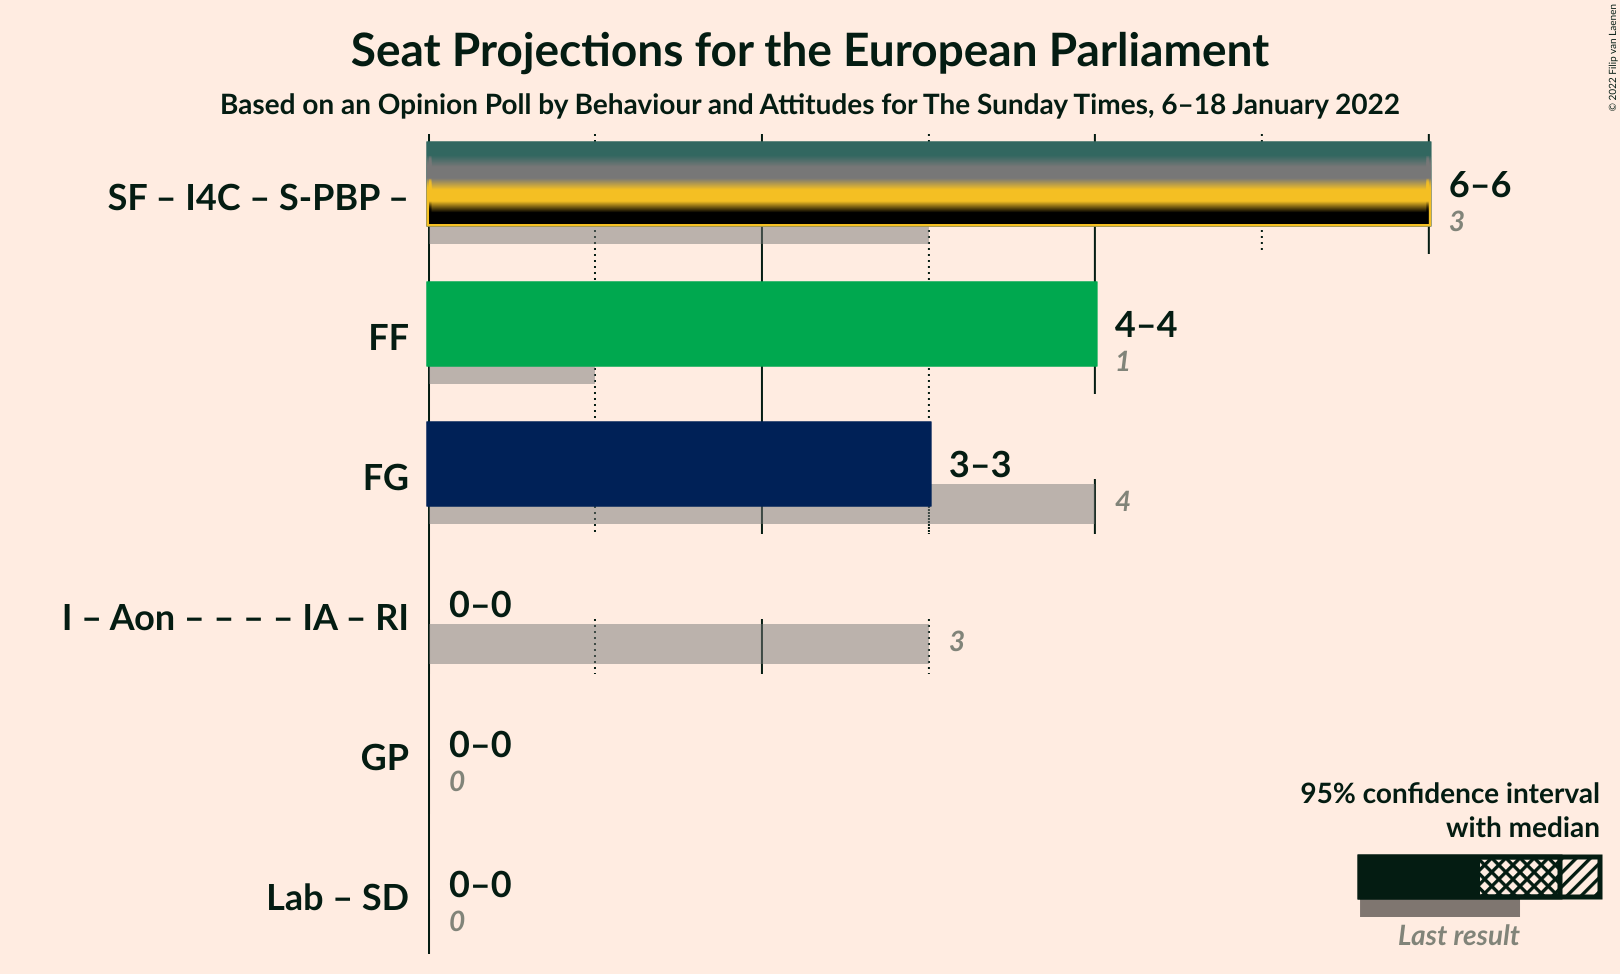 Seat Projections for the European Parliament
Based on an Opinion Poll by Behaviour and Attitudes for The Sunday Times, 6–18 January 2022
© 2022 Filip van Laenen
SF – I4C – S-PBP –
6–6
3
FF
4–4
1
FG
3–3
4
I – Aon – – – – IA – RI
0–0
3
GP
0–0
0
Lab – SD
0–0
0
95% confidence interval
with median
Last result